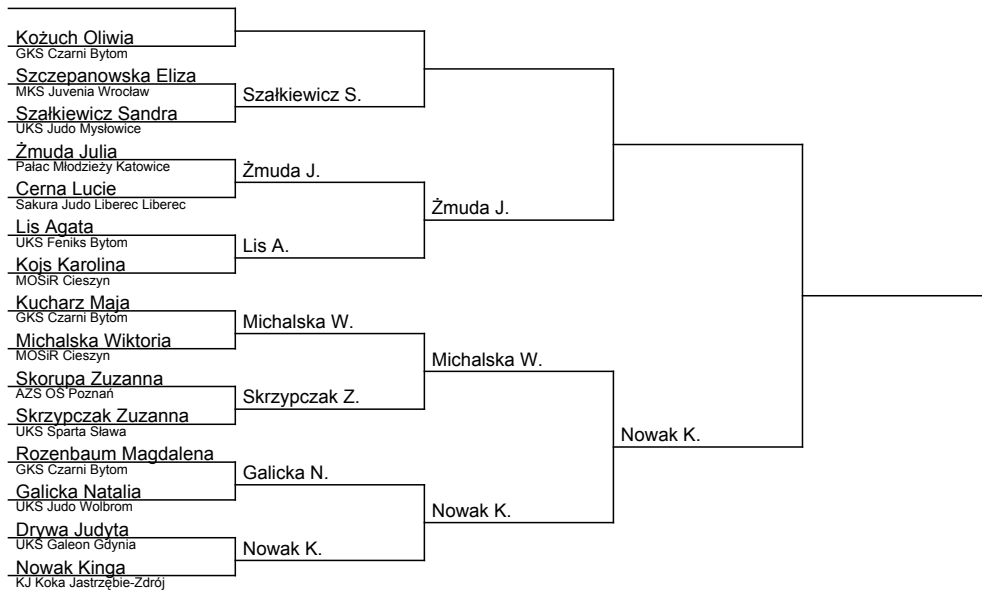 Kożuch Oliwia
GKS Czarni Bytom
Szczepanowska Eliza
MKS Juvenia Wrocław
Szałkiewicz Sandra
UKS Judo Mysłowice
Żmuda Julia
Pałac Młodzieży Katowice
Cerna Lucie
Sakura Judo Liberec Liberec
Lis Agata
UKS Feniks Bytom
Kojs Karolina
MOSiR Cieszyn
Kucharz Maja
GKS Czarni Bytom
Michalska Wiktoria
MOSiR Cieszyn
Skorupa Zuzanna
AZS OŚ Poznań
Skrzypczak Zuzanna
UKS Sparta Sława
Rozenbaum Magdalena
GKS Czarni Bytom
Galicka Natalia
UKS Judo Wolbrom
Drywa Judyta
UKS Galeon Gdynia
Nowak Kinga
KJ Koka Jastrzębie-Zdrój
Szałkiewicz S.
Żmuda J.
Lis A.
Michalska W.
Skrzypczak Z.
Galicka N.
Nowak K.
Żmuda J.
Michalska W.
Nowak K.
Nowak K.